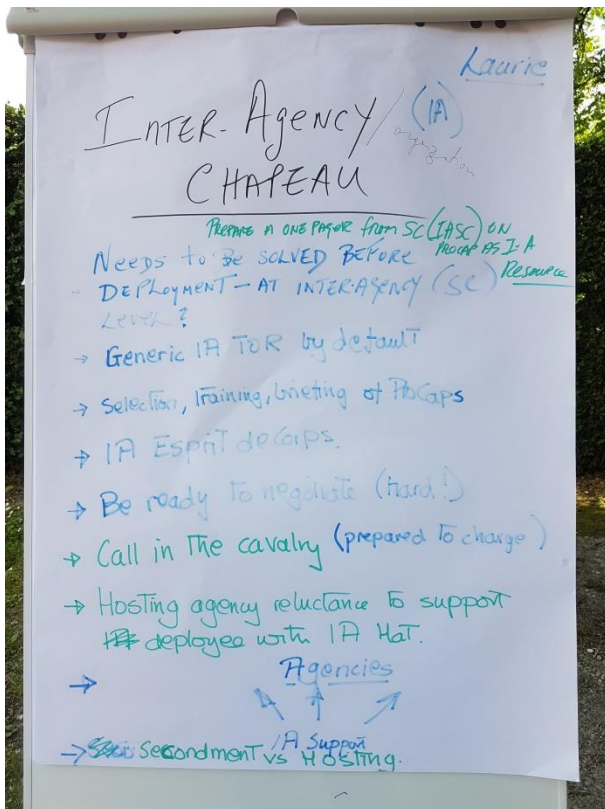 Laurie
INTER-AGENCY / (IA)
organization
CHAPEAU
PREPARE A ONE PAGER from SC (IASC) ON
PROCAP AS I-A
Resource
NEEDS to BE SOLVED BEFORE
- DEPLOYMENT - AT INTER-AGENCY (SC)
LEVEL?
→ Generic IA TOR by default
→ Selection, Training, briefing of ProCaps
→ IA Esprit de Corps.
→ Be ready to negotiate (hard!)
→ Call in The cavalry (prepared to charge)
→ Hosting agency reluctance to support
deployee with IA Hat.
→ Agencies
IA Support
→ Secondment vs Hosting.